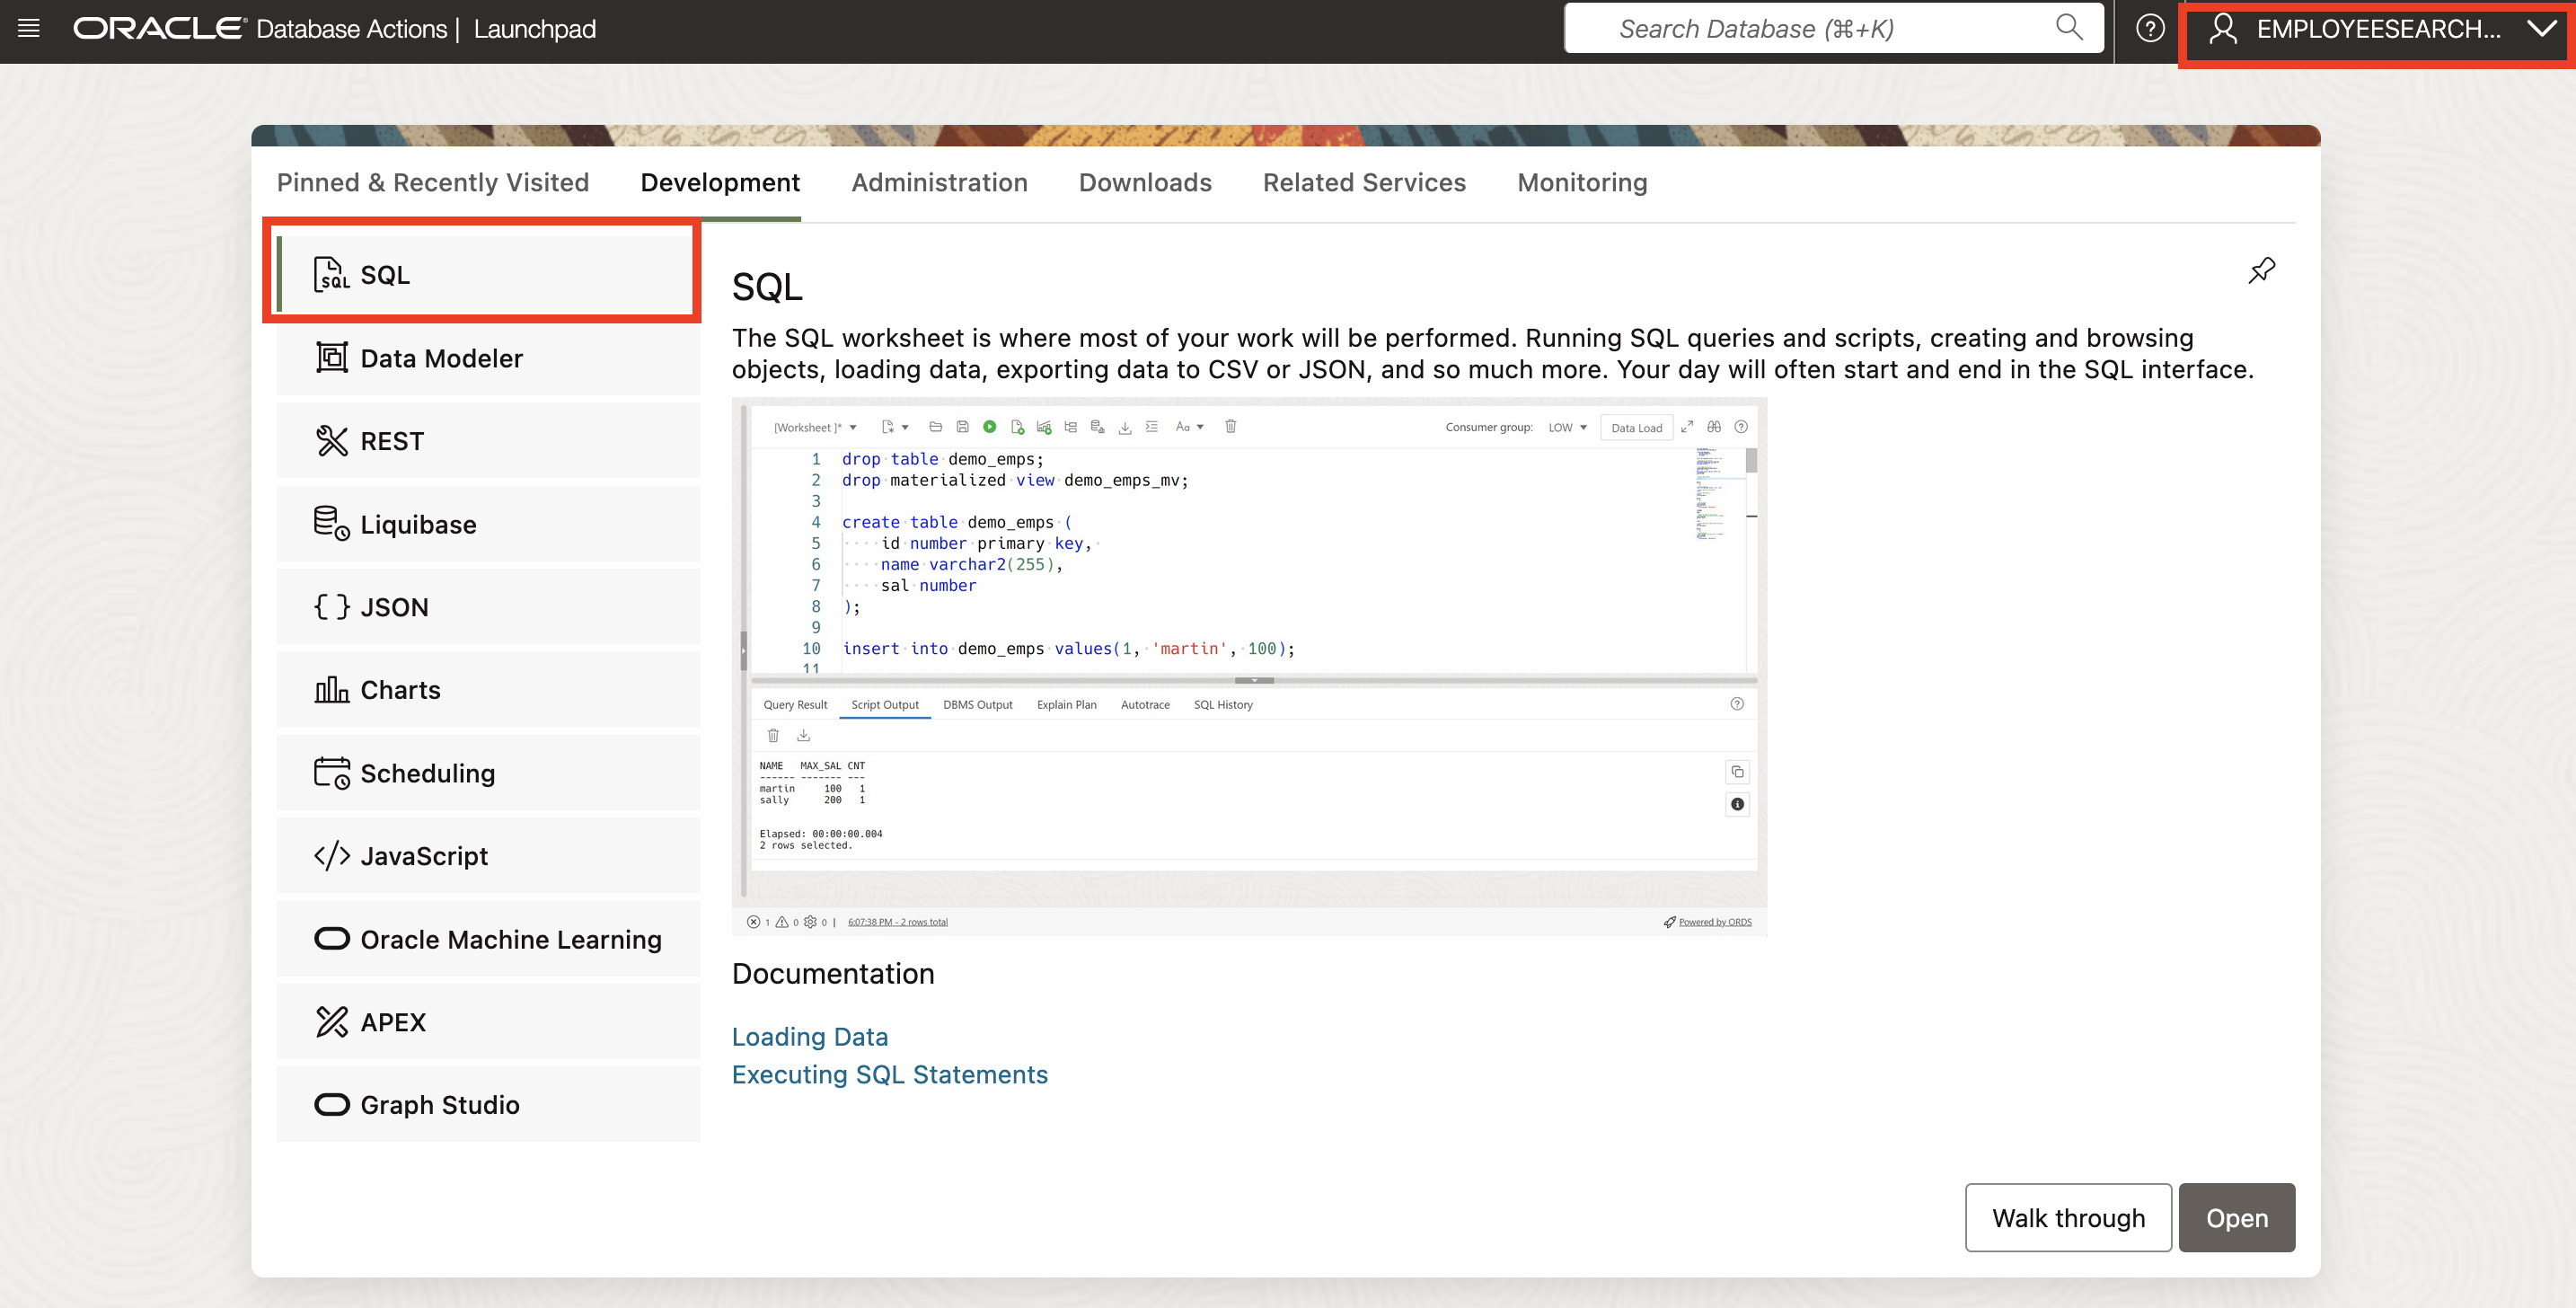 ORACLE® Database Actions | Launchpad
Search Database (⌘+K)
EMPLOYEESEARCH...
Pinned & Recently Visited
Development
Administration
Downloads
Related Services
Monitoring
SQL
SQL
Data Modeler
REST
Liquibase
{ } JSON
Charts
Scheduling
</> JavaScript
Oracle Machine Learning
APEX
Graph Studio
SQL
The SQL worksheet is where most of your work will be performed. Running SQL queries and scripts, creating and browsing
objects, loading data, exporting data to CSV or JSON, and so much more. Your day will often start and end in the SQL interface.
[Worksheet ]*
Aa
Consumer group: LOW
Data Load
1 drop table demo_emps;
2 drop materialized view demo_emps_mv;
3
4 create table demo_emps (
5 id number primary key,
6 name varchar2(255),
7 sal number
8 );
9
10 insert into demo_emps values(1, 'martin', 100);
11
Query Result
Script Output
DBMS Output
Explain Plan
Autotrace
SQL History
NAME MAX_SAL CNT
------ ------- ---
martin 100 1
sally 200 1
Elapsed: 00:00:00.004
2 rows selected.
1 0 0 | 6:07:38 PM - 2 rows total
Powered by ORDS
Documentation
Loading Data
Executing SQL Statements
Walk through
Open